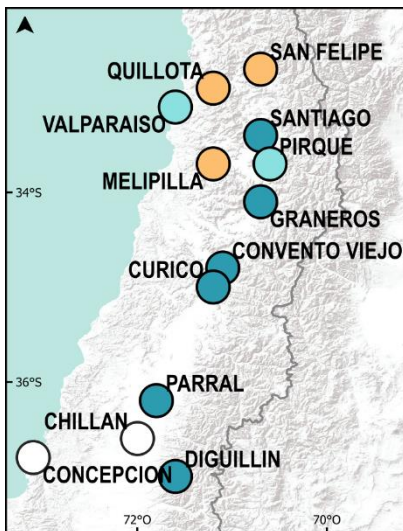 SAN FELIPE
QUILLOTA
VALPARAISO
SANTIAGO
PIRQUE
MELIPILLA
34°S
GRANEROS
CONVENTO VIEJO
CURICO
36°S
PARRAL
CHILLAN
DIGUILLIN
CONCEPCION
72°O
70°O